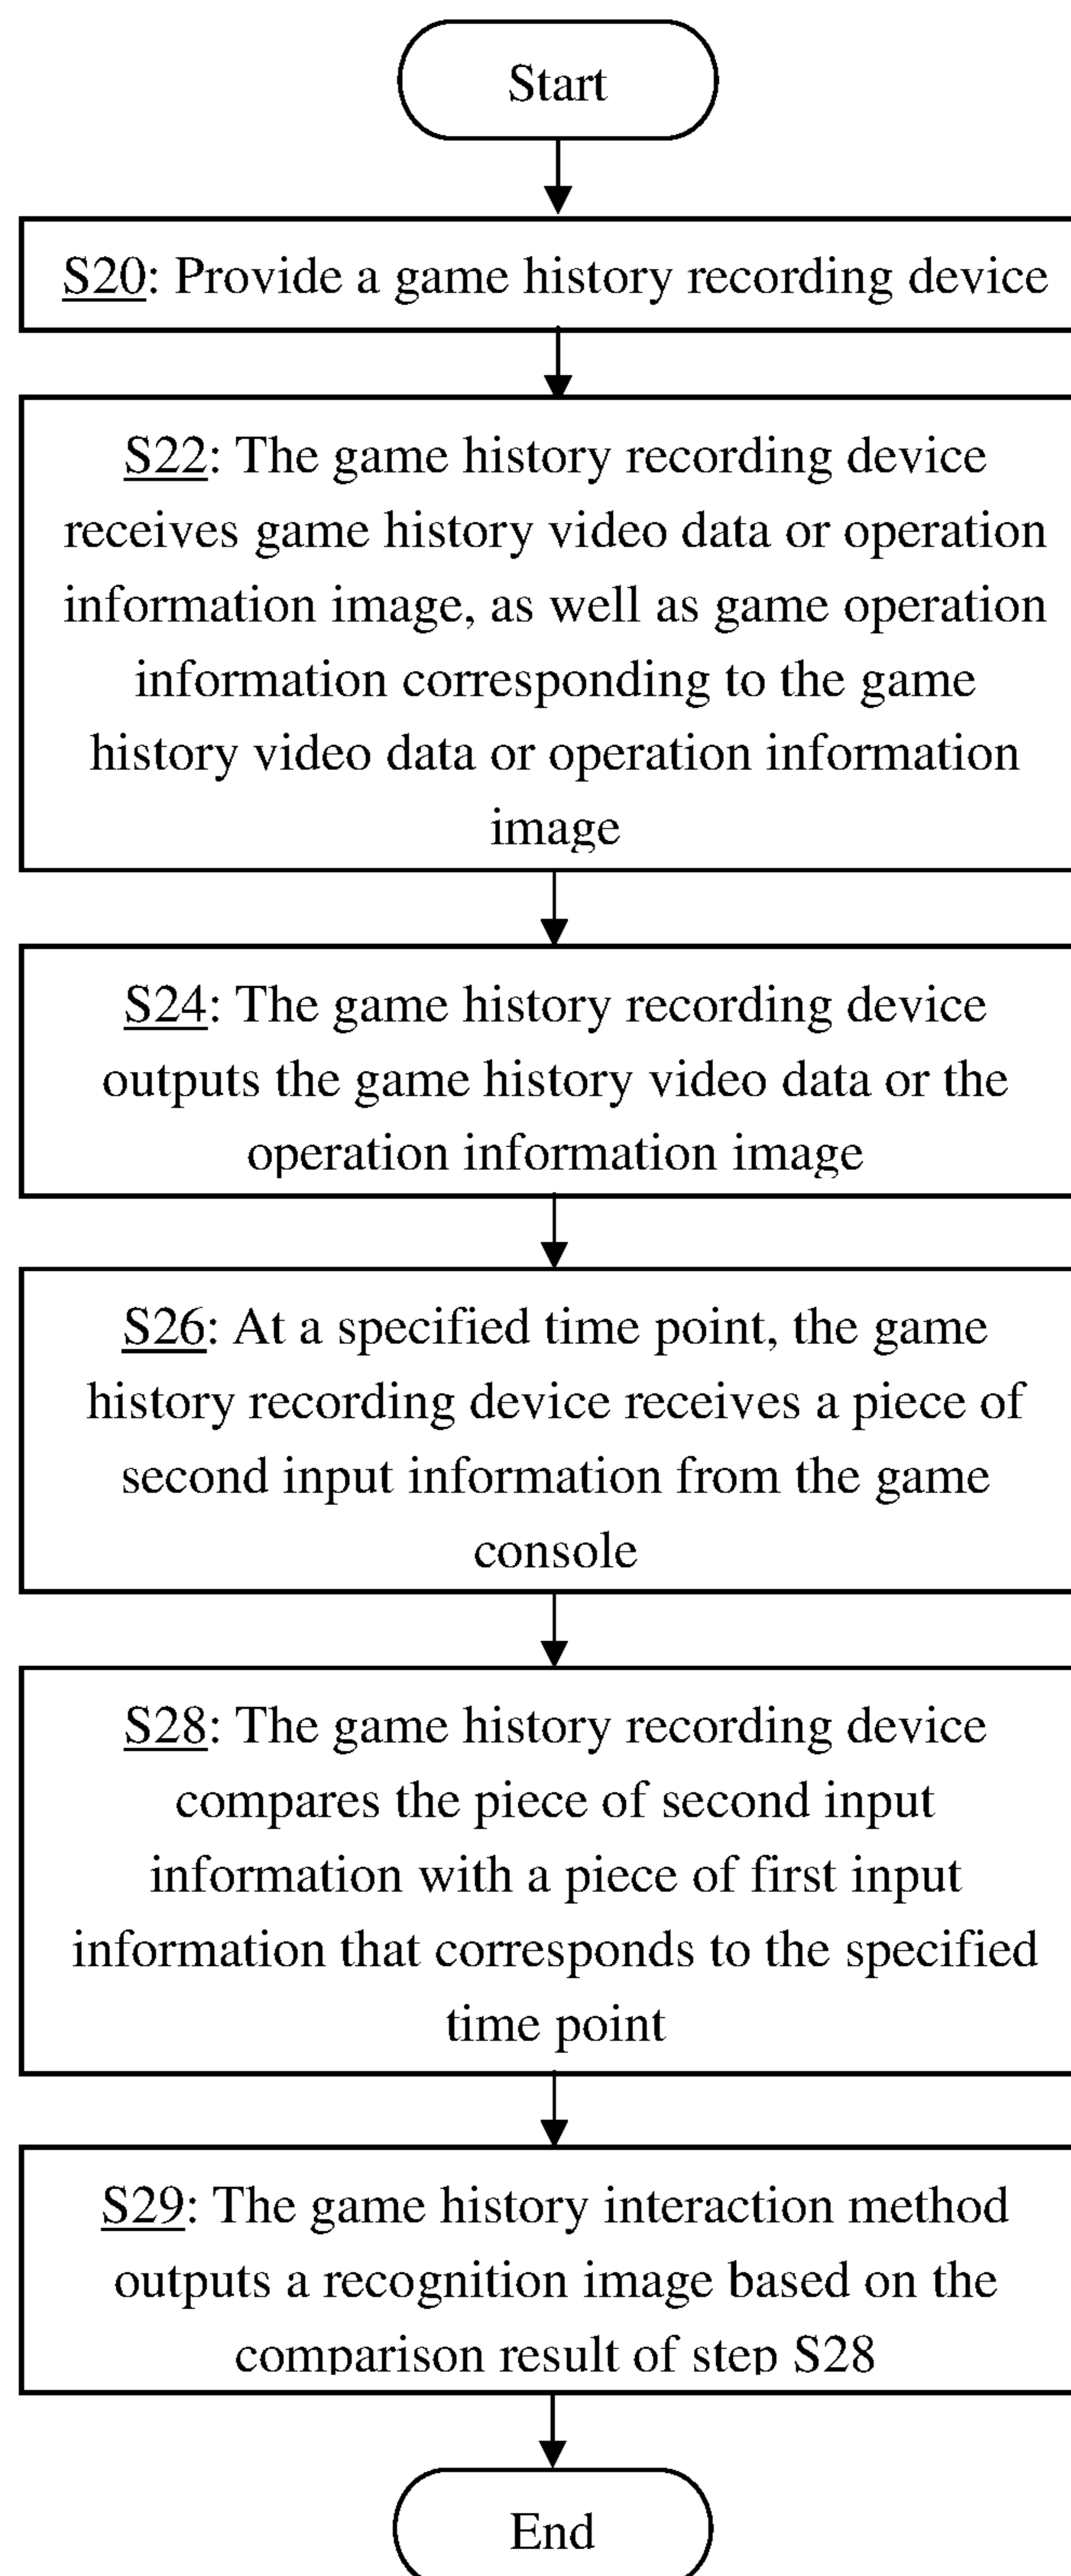 Start
S20: Provide a game history recording device
S22: The game history recording device
receives game history video data or operation
information image, as well as game operation
information corresponding to the game
history video data or operation information
image
S24: The game history recording device
outputs the game history video data or the
operation information image
S26: At a specified time point, the game
history recording device receives a piece of
second input information from the game
console
S28: The game history recording device
compares the piece of second input
information with a piece of first input
information that corresponds to the specified
time point
S29: The game history interaction method
outputs a recognition image based on the
comparison result of step S28
End